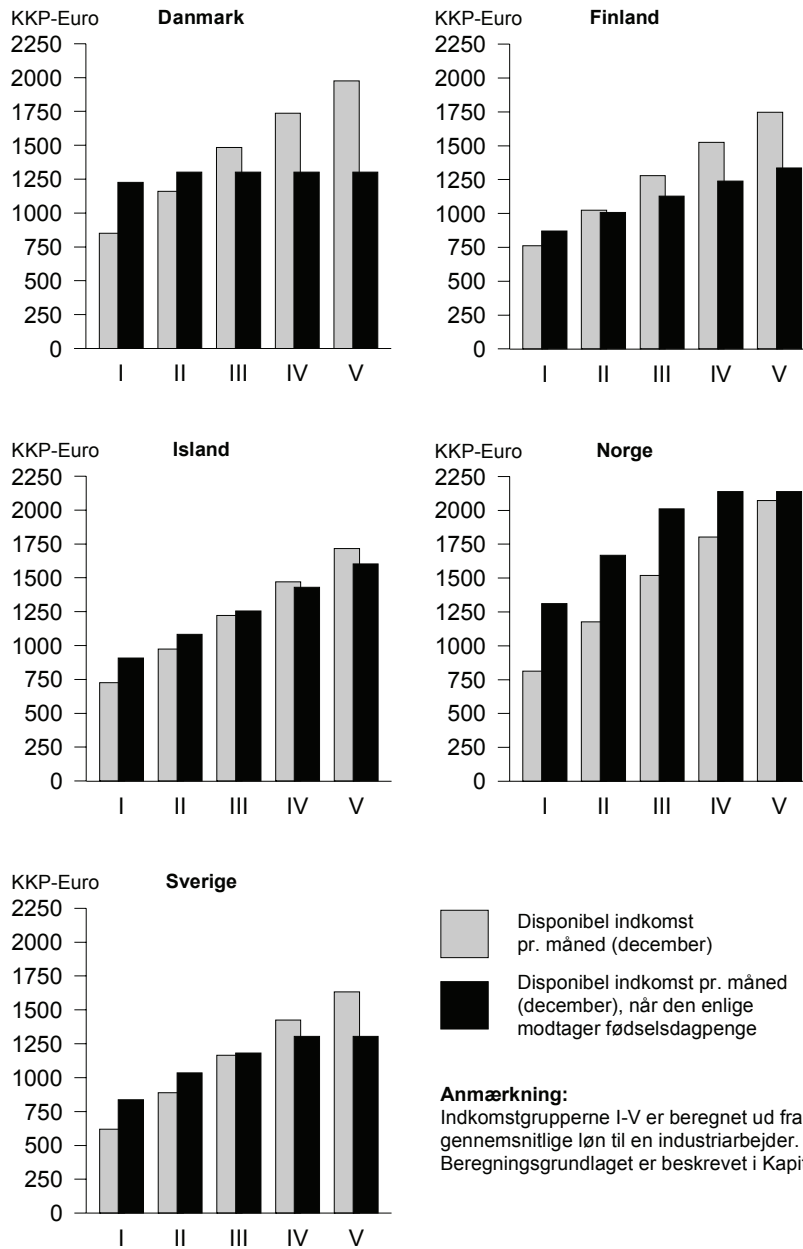 KKP-Euro Danmark
2250
2000
1750
1500
1250
1000
750
500
250
0
I II III IV V
KKP-Euro Finland
2250
2000
1750
1500
1250
1000
750
500
250
0
I II III IV V
KKP-Euro Island
2250
2000
1750
1500
1250
1000
750
500
250
0
I II III IV V
KKP-Euro Norge
2250
2000
1750
1500
1250
1000
750
500
250
0
I II III IV V
KKP-Euro Sverige
2250
2000
1750
1500
1250
1000
750
500
250
0
I II III IV V
Disponibel indkomst
pr. måned (december)
Disponibel indkomst pr. måned
(december), når den enlige
modtager fødselsdagpenge
Anmærkning:
Indkomstgrupperne I-V er beregnet ud fra
gennemsnitlige løn til en industriarbejder.
Beregningsgrundlaget er beskrevet i